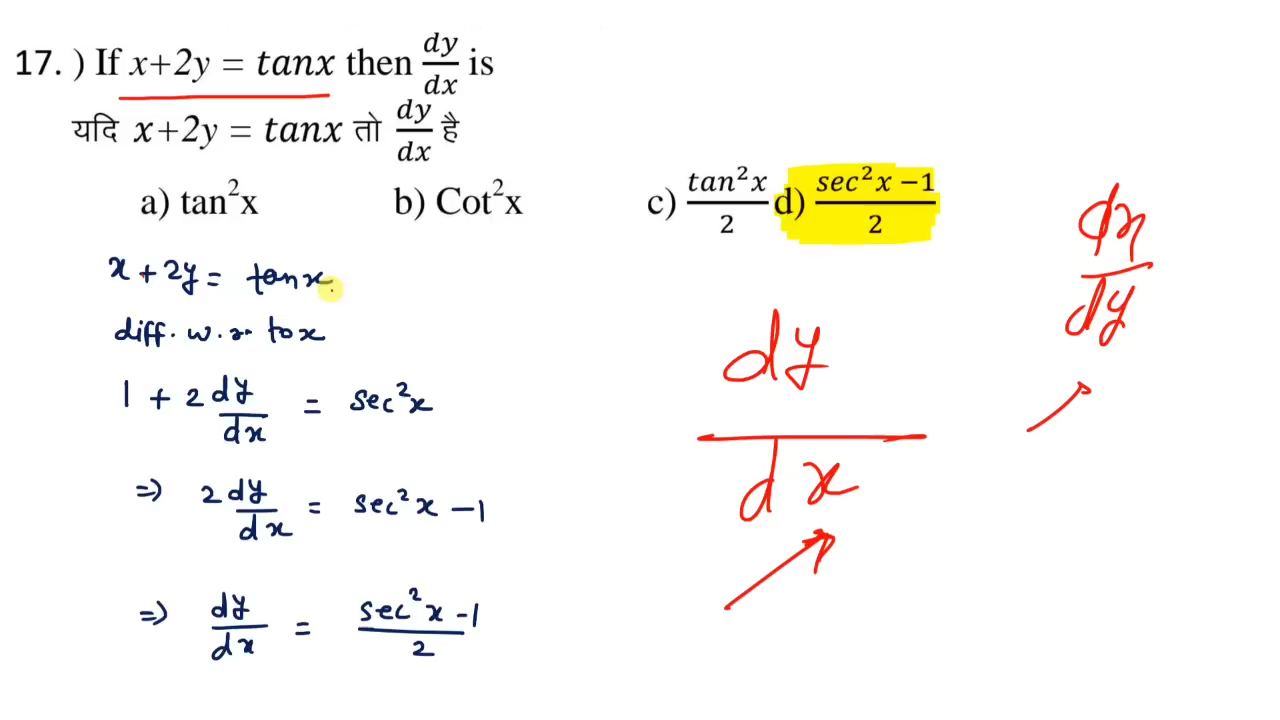 17. ) If x+2y = tanx then dy/dx is
यदि x+2y = tanx तो dy/dx है
a) tan²x b) Cot²x c) tan²x/2 d) sec²x −1/2
x + 2y = tanx
diff. w.r to x
1 + 2 dy/dx = sec²x
=) 2 dy/dx = sec²x −1
=) dy/dx = sec²x −1/2
dy/dx
dx/dy